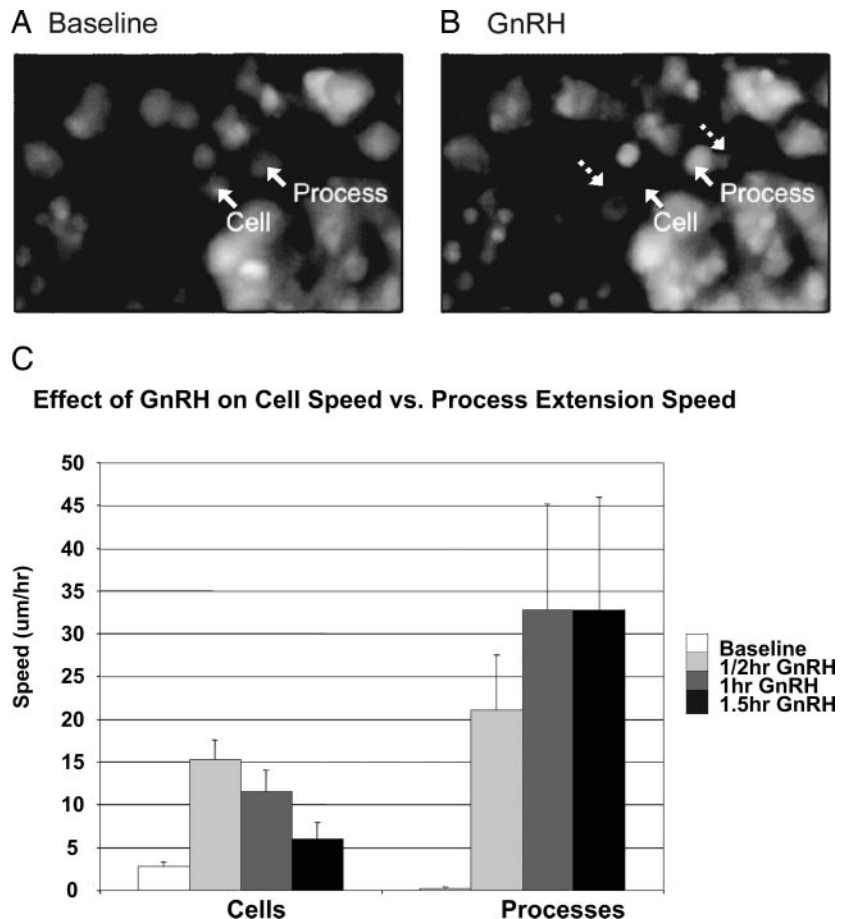 A Baseline
B GnRH
Process
Cell
Process
Cell
C
Effect of GnRH on Cell Speed vs. Process Extension Speed
50
45
40
35
30
25
20
15
10
5
0
Speed (um/hr)
Cells
Processes
Baseline
1/2hr GnRH
1hr GnRH
1.5hr GnRH